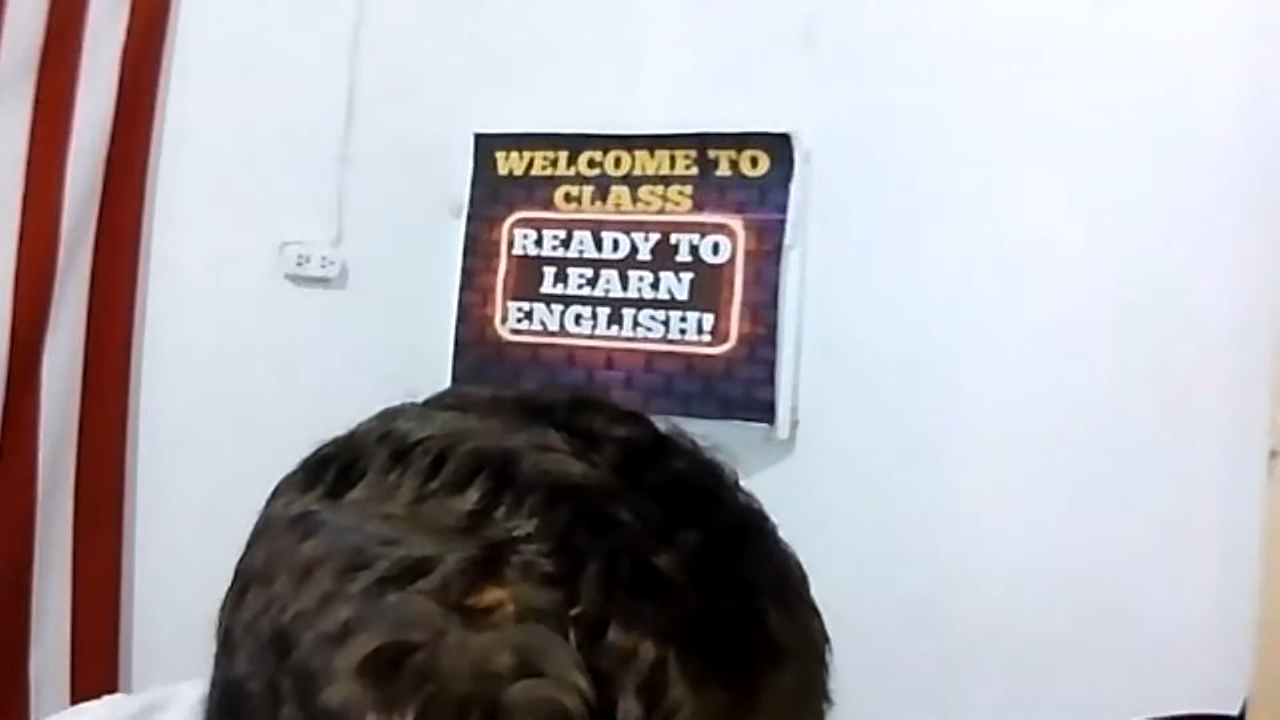 WELCOME TO
CLASS
READY TO
LEARN
ENGLISH!